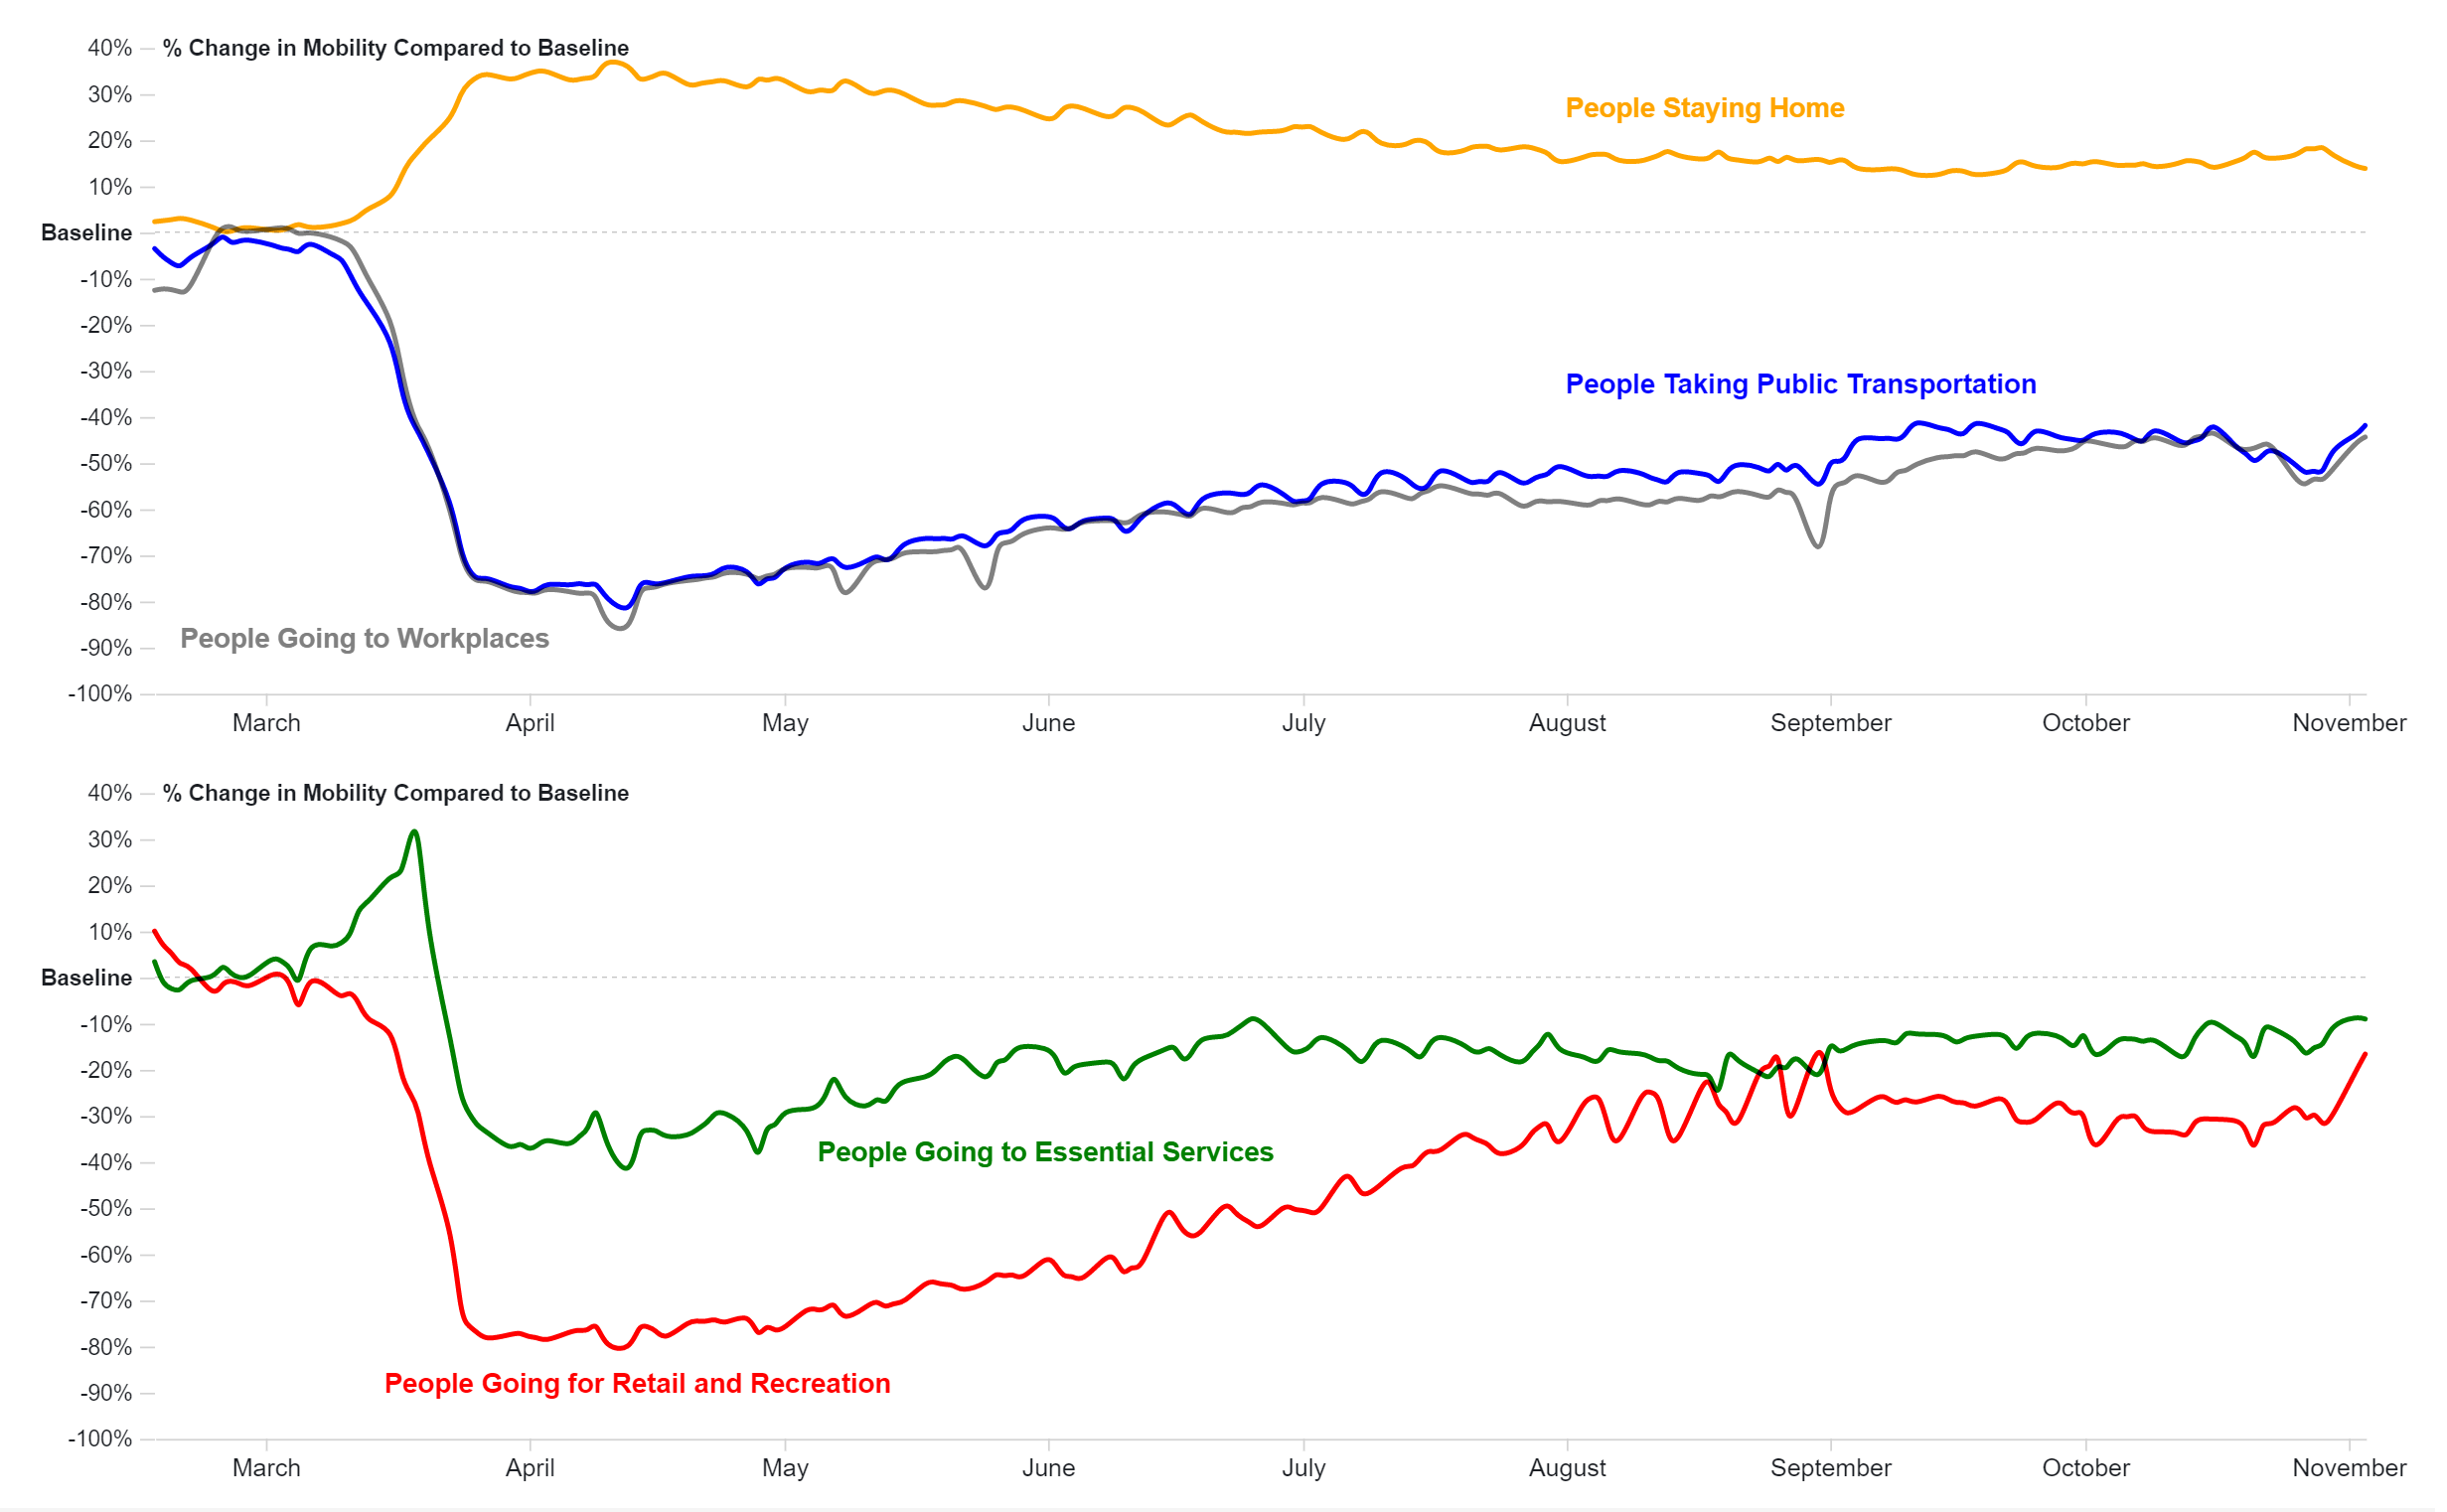 % Change in Mobility Compared to Baseline
40%
30%
20%
10%
Baseline
-10%
-20%
-30%
-40%
-50%
-60%
-70%
-80%
-90%
-100%
People Staying Home
People Taking Public Transportation
People Going to Workplaces
March April May June July August September October November
% Change in Mobility Compared to Baseline
40%
30%
20%
10%
Baseline
-10%
-20%
-30%
-40%
-50%
-60%
-70%
-80%
-90%
-100%
People Going to Essential Services
People Going for Retail and Recreation
March April May June July August September October November